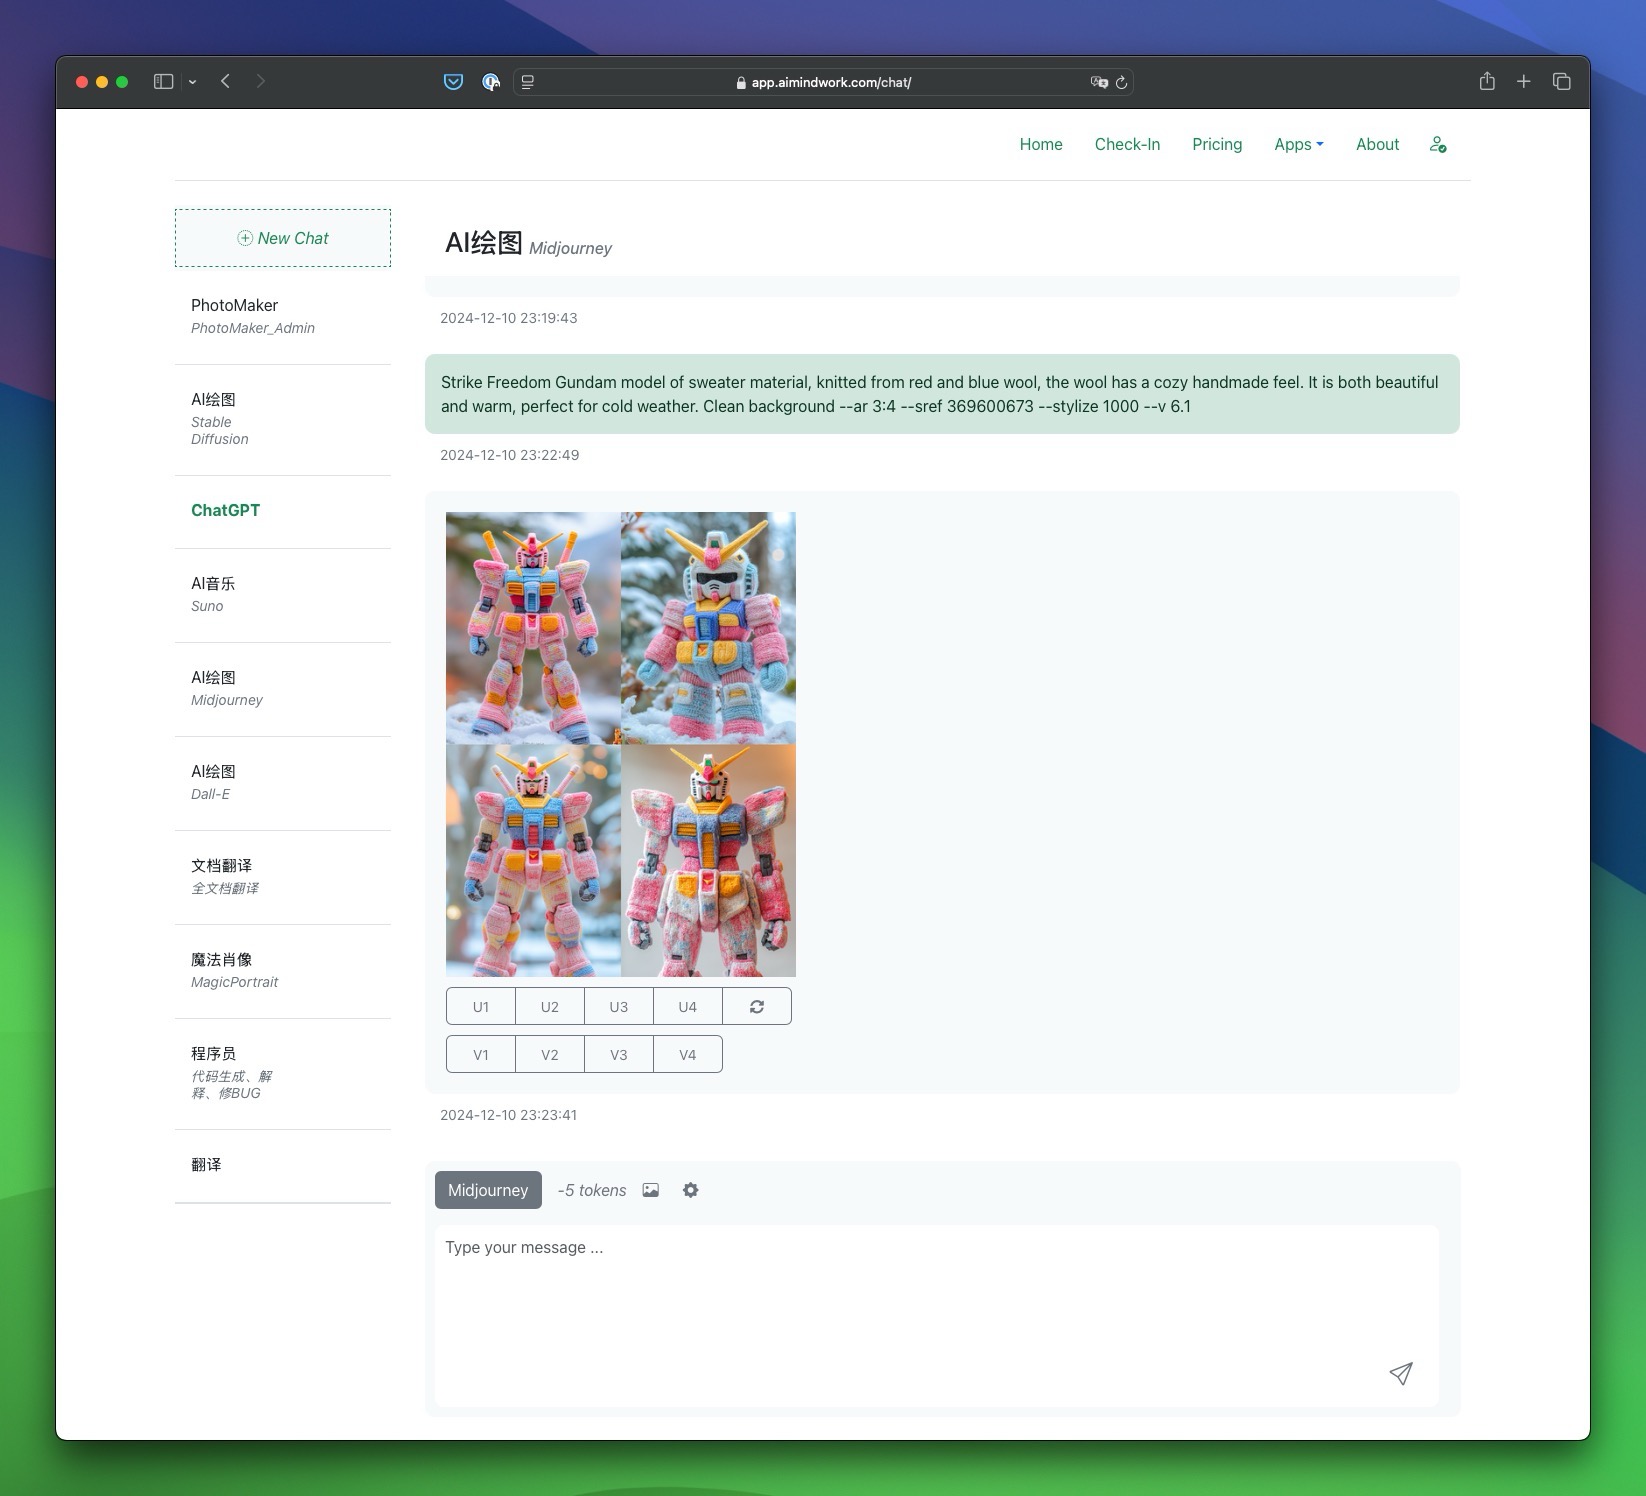 app.aimindwork.com/chat/
Home
Check-In
Pricing
Apps
About
New Chat
PhotoMaker
PhotoMaker_Admin
AI绘图
Stable
Diffusion
ChatGPT
AI音乐
Suno
AI绘图
Midjourney
AI绘图
Dall-E
文档翻译
全文档翻译
魔法肖像
MagicPortrait
程序员
代码生成、解
释、修BUG
翻译
AI绘图 Midjourney
2024-12-10 23:19:43
Strike Freedom Gundam model of sweater material, knitted from red and blue wool, the wool has a cozy handmade feel. It is both beautiful
and warm, perfect for cold weather. Clean background --ar 3:4 --sref 369600673 --stylize 1000 --v 6.1
2024-12-10 23:22:49
U1
U2
U3
U4
V1
V2
V3
V4
2024-12-10 23:23:41
Midjourney
-5 tokens
Type your message ...